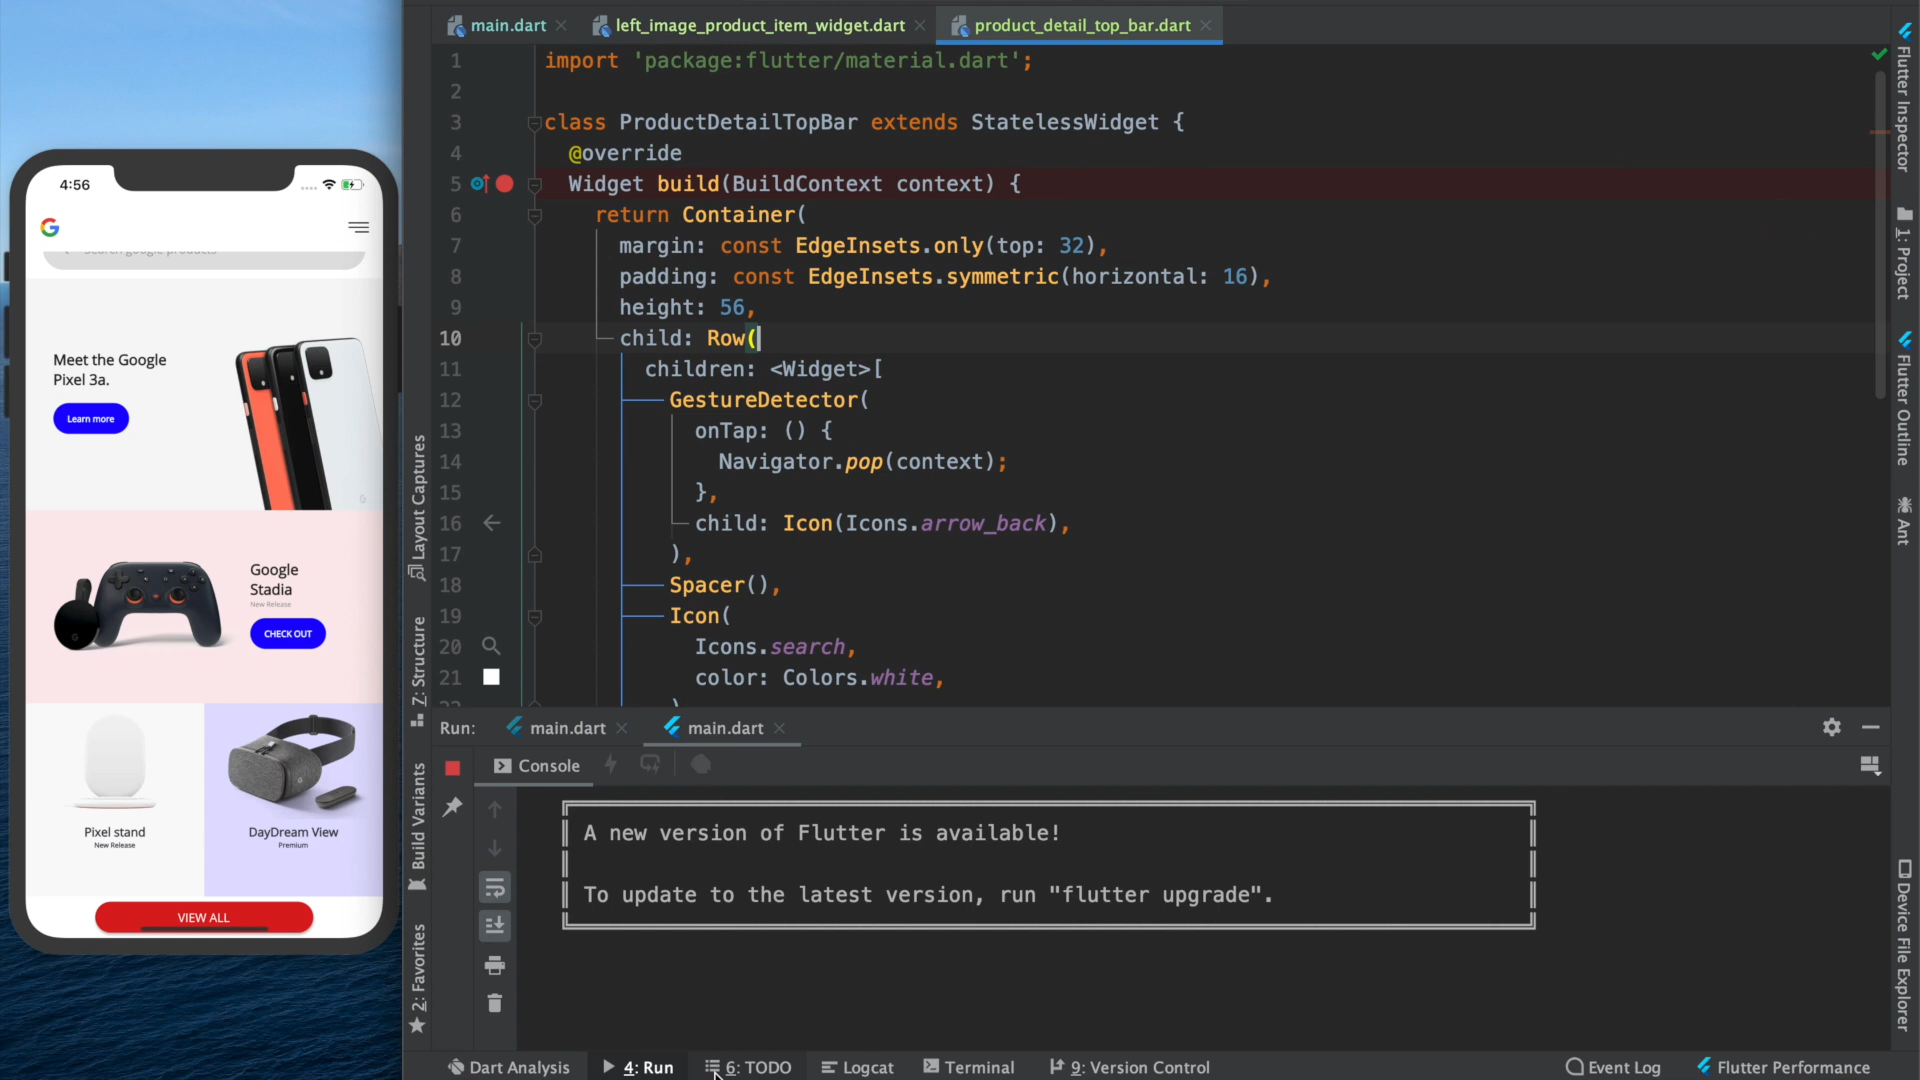 main.dart
left_image_product_item_widget.dart
product_detail_top_bar.dart
1 import 'package:flutter/material.dart';
2
3 class ProductDetailTopBar extends StatelessWidget {
4 @override
5 Widget build(BuildContext context) {
6 return Container(
7 margin: const EdgeInsets.only(top: 32),
8 padding: const EdgeInsets.symmetric(horizontal: 16),
9 height: 56,
10 child: Row(
11 children: <Widget>[
12 GestureDetector(
13 onTap: () {
14 Navigator.pop(context);
15 },
16 child: Icon(Icons.arrow_back),
17 ),
18 Spacer(),
19 Icon(
20 Icons.search,
21 color: Colors.white,
4:56
Search google products
Meet the Google
Pixel 3a.
Learn more
Google
Stadia
New Release
CHECK OUT
Pixel stand
New Release
DayDream View
Premium
VIEW ALL
Layout Captures
Z: Structure
Build Variants
2: Favorites
Run:
main.dart
main.dart
Console
A new version of Flutter is available!
To update to the latest version, run "flutter upgrade".
Dart Analysis
4: Run
6: TODO
Logcat
Terminal
9: Version Control
Event Log
Flutter Performance
Flutter Inspector
1: Project
Flutter Outline
Ant
Device File Explorer